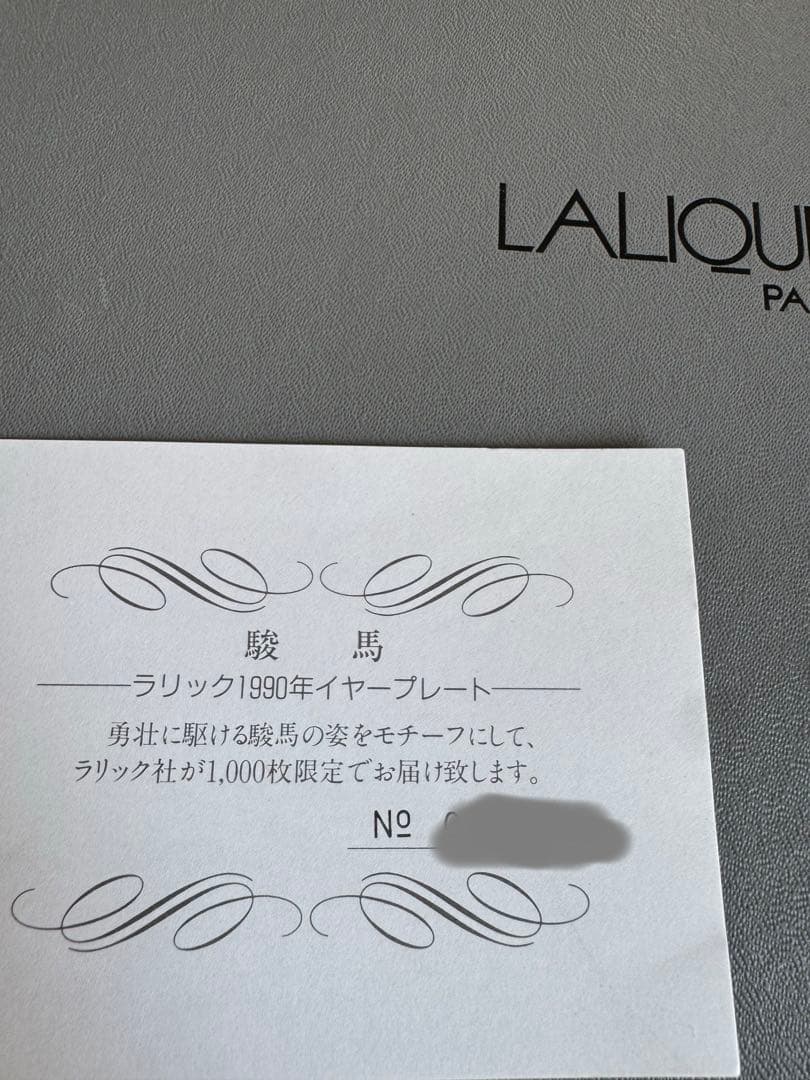 LALIQU
PA
駿 馬
ラリック1990年イヤープレート
勇壮に駆ける駿馬の姿をモチーフにして、
ラリック社が1,000枚限定でお届け致します。
Nº